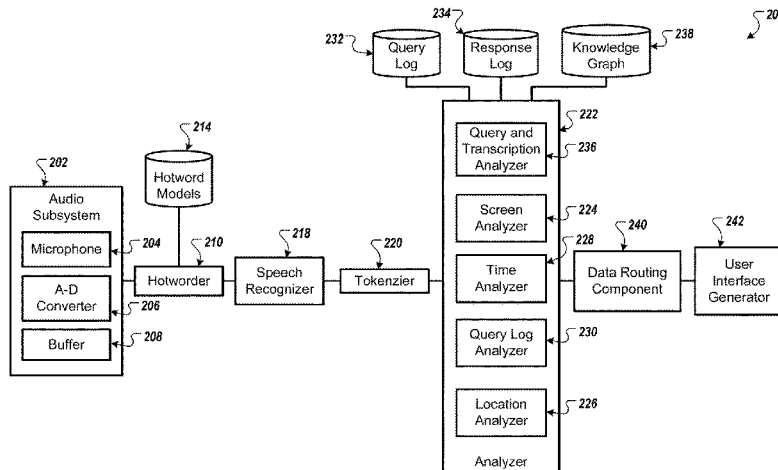 232
Query
Log
234
Response
Log
Knowledge
Graph
238
214
Hotword
Models
222
Query and
Transcription
Analyzer
236
202
Audio
Subsystem
Microphone
204
A-D
Converter
206
Buffer
208
210
Hotworder
218
Speech
Recognizer
220
Tokenzier
Screen
Analyzer
224
228
Time
Analyzer
Query Log
Analyzer
230
Location
Analyzer
226
Analyzer
240
Data Routing
Component
242
User
Interface
Generator